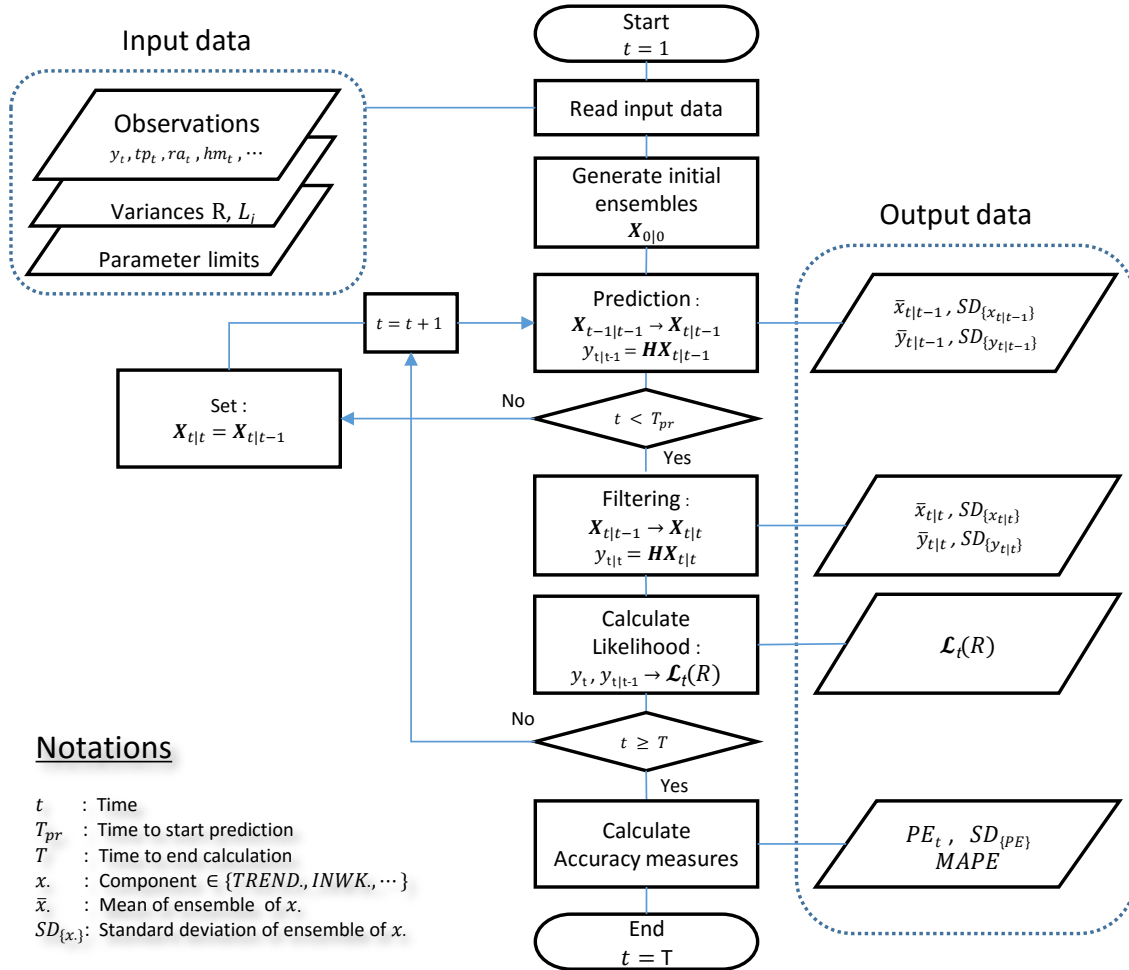 Input data
Observations
y_t , tp_t , ra_t , hm_t , ⋯
Variances R, L_i
Parameter limits
Start
t = 1
Read input data
Generate initial
ensembles
X_{0|0}
Output data
t = t + 1
Prediction :
X_{t−1|t−1} → X_{t|t−1}
y_{t|t-1} = HX_{t|t−1}
x̄_{t|t−1} , SD_{{x_{t|t−1}}}
ȳ_{t|t−1} , SD_{{y_{t|t−1}}}
No
Set :
X_{t|t} = X_{t|t−1}
t < T_{pr}
Yes
Filtering :
X_{t|t−1} → X_{t|t}
y_{t|t} = HX_{t|t}
x̄_{t|t} , SD_{{x_{t|t}}}
ȳ_{t|t} , SD_{{y_{t|t}}}
Calculate
Likelihood :
y_t , y_{t|t-1} → ℒ_t(R)
ℒ_t(R)
No
t ≥ T
Yes
Calculate
Accuracy measures
PE_t , SD_{{PE}}
MAPE
End
t = T
Notations
t : Time
T_{pr} : Time to start prediction
T : Time to end calculation
x. : Component ∈ {TREND., INWK., ⋯}
x̄. : Mean of ensemble of x.
SD_{{x.}}: Standard deviation of ensemble of x.